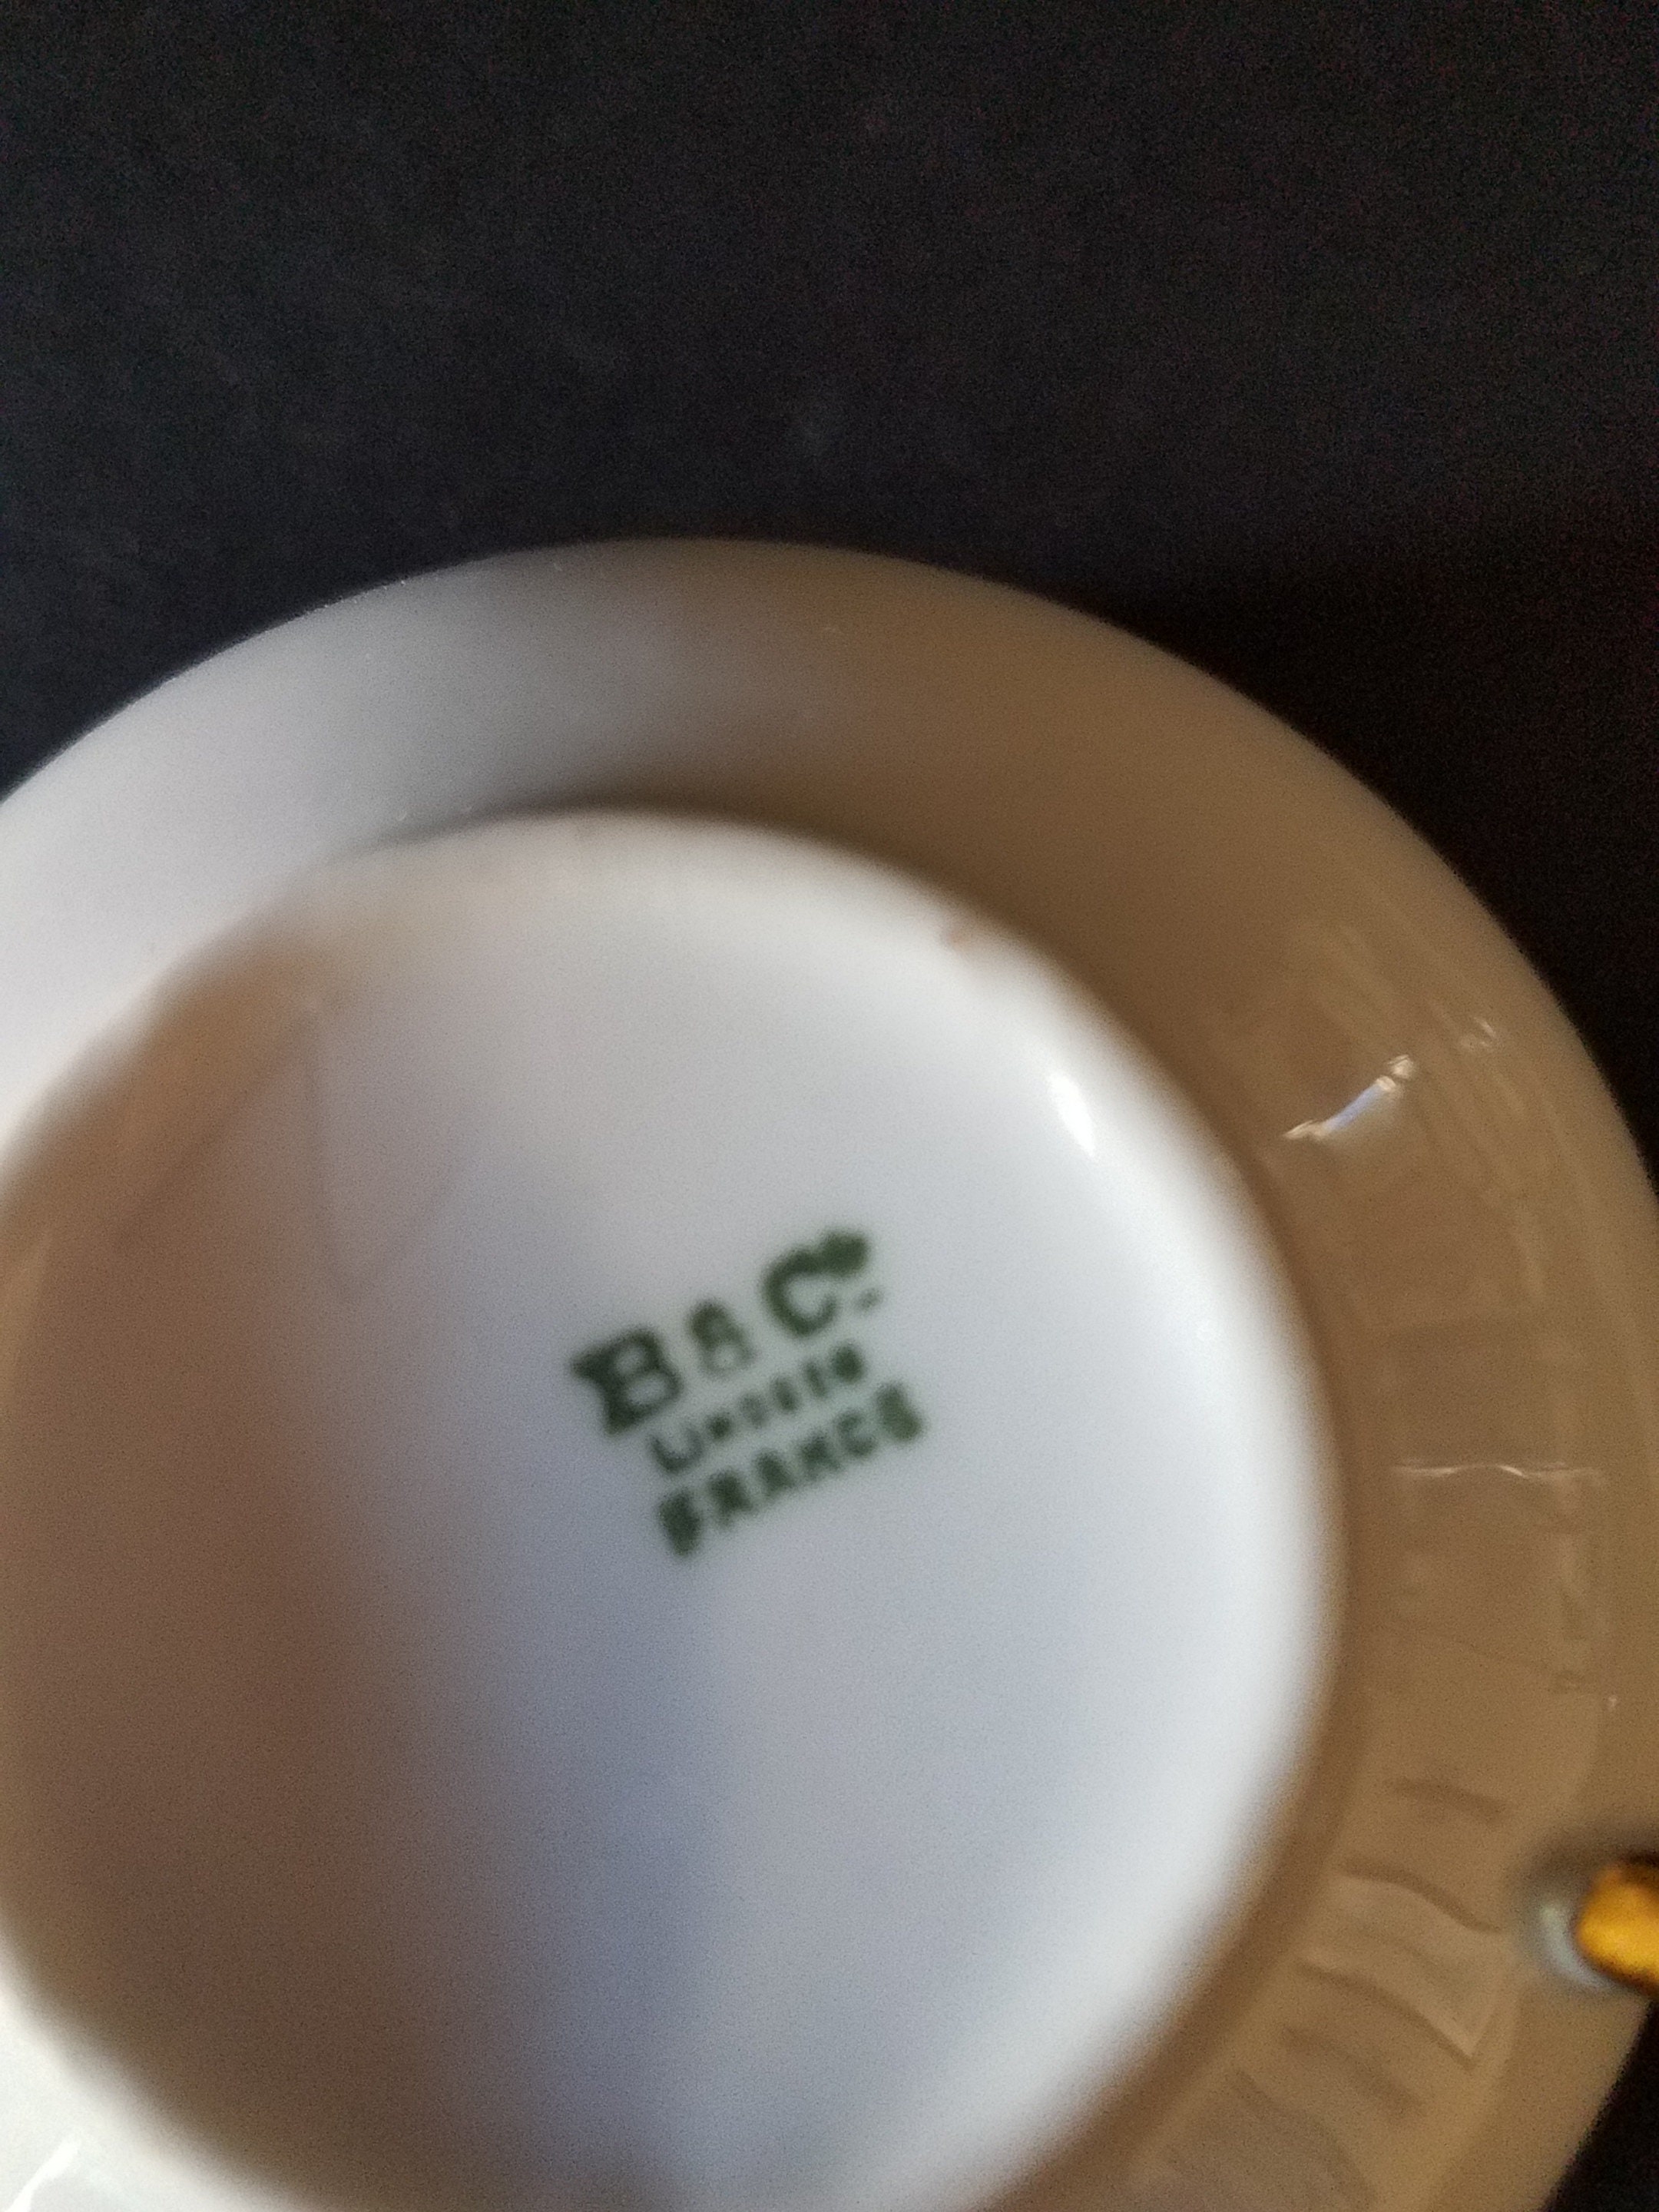 B & Co
LIMOGES
FRANCE